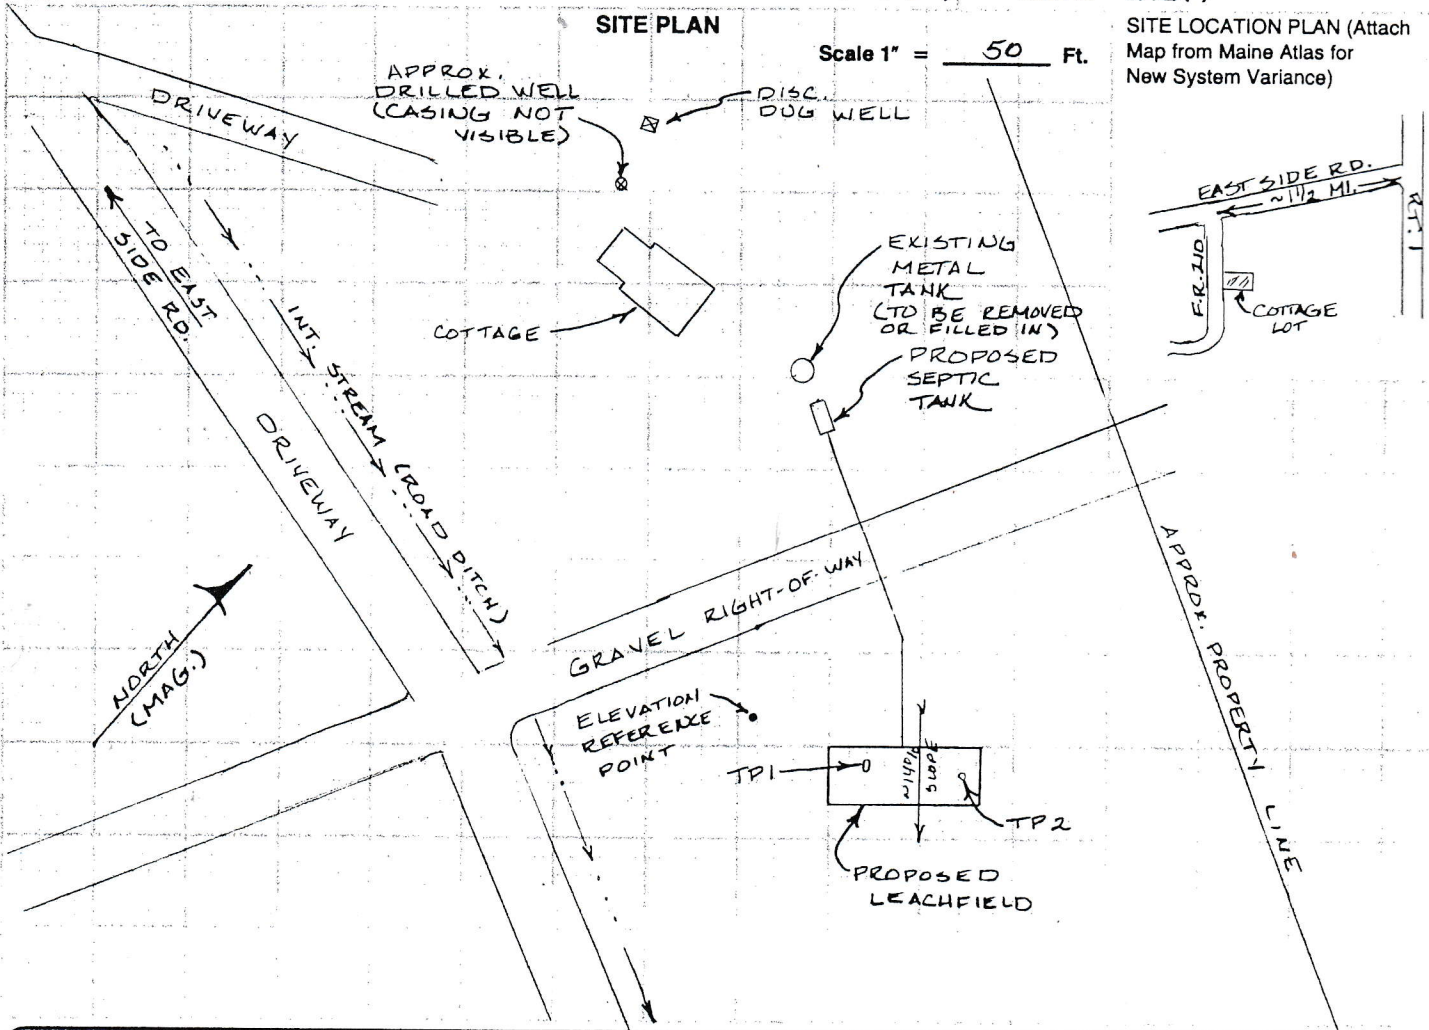 SITE PLAN
Scale 1" = 50 Ft.
SITE LOCATION PLAN (Attach
Map from Maine Atlas for
New System Variance)
APPROX.
DRILLED WELL
(CASING NOT
VISIBLE)
DISC.
DUG WELL
DRIVEWAY
EAST SIDE RD.
~1 1/2 MI.
RT. 1
F.R. 21D
COTTAGE
LOT
TO EAST
SIDE RD.
EXISTING
METAL
TANK
(TO BE REMOVED
OR FILLED IN)
COTTAGE
PROPOSED
SEPTIC
TANK
INT. STREAM (ROAD DITCH)
DRIVEWAY
NORTH
(MAG.)
GRAVEL RIGHT-OF-WAY
APPROX. PROPERTY LINE
ELEVATION
REFERENCE
POINT
TP1
~14%
SLOPE
TP2
PROPOSED
LEACHFIELD